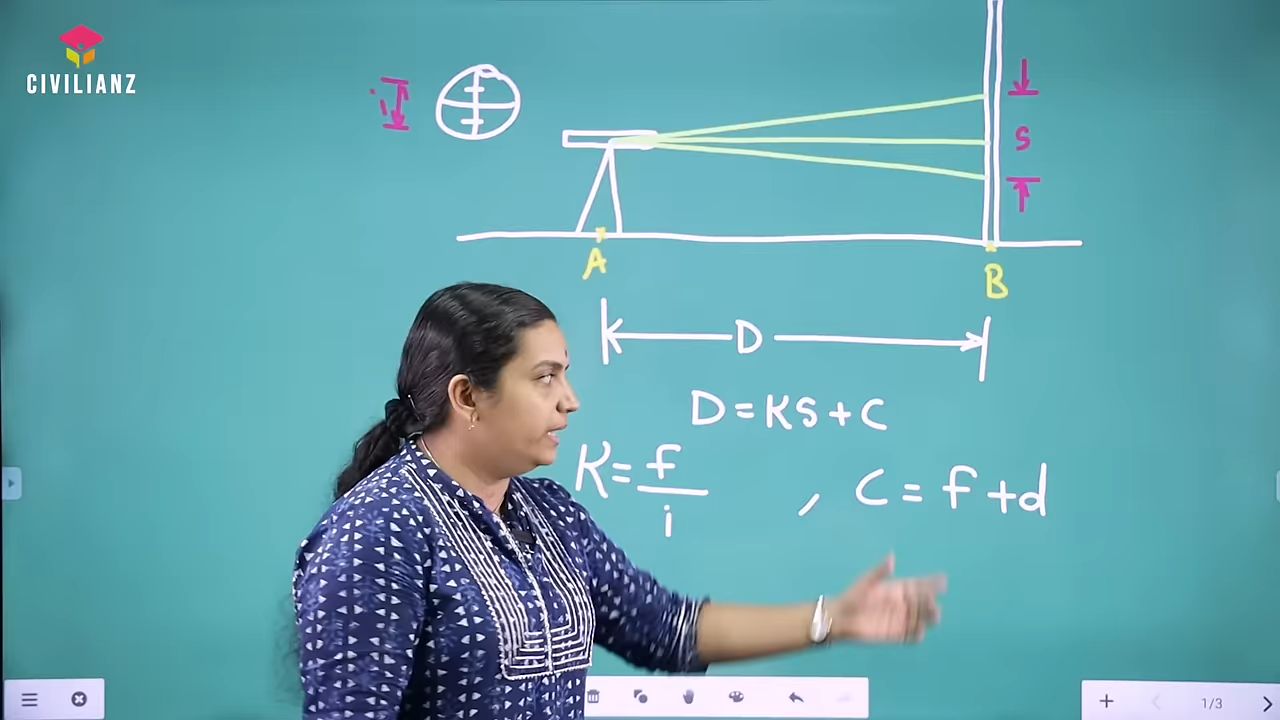 CIVILIANZ
i
S
A
B
D
D=KS+C
K=f/i , C=f+d
1/3